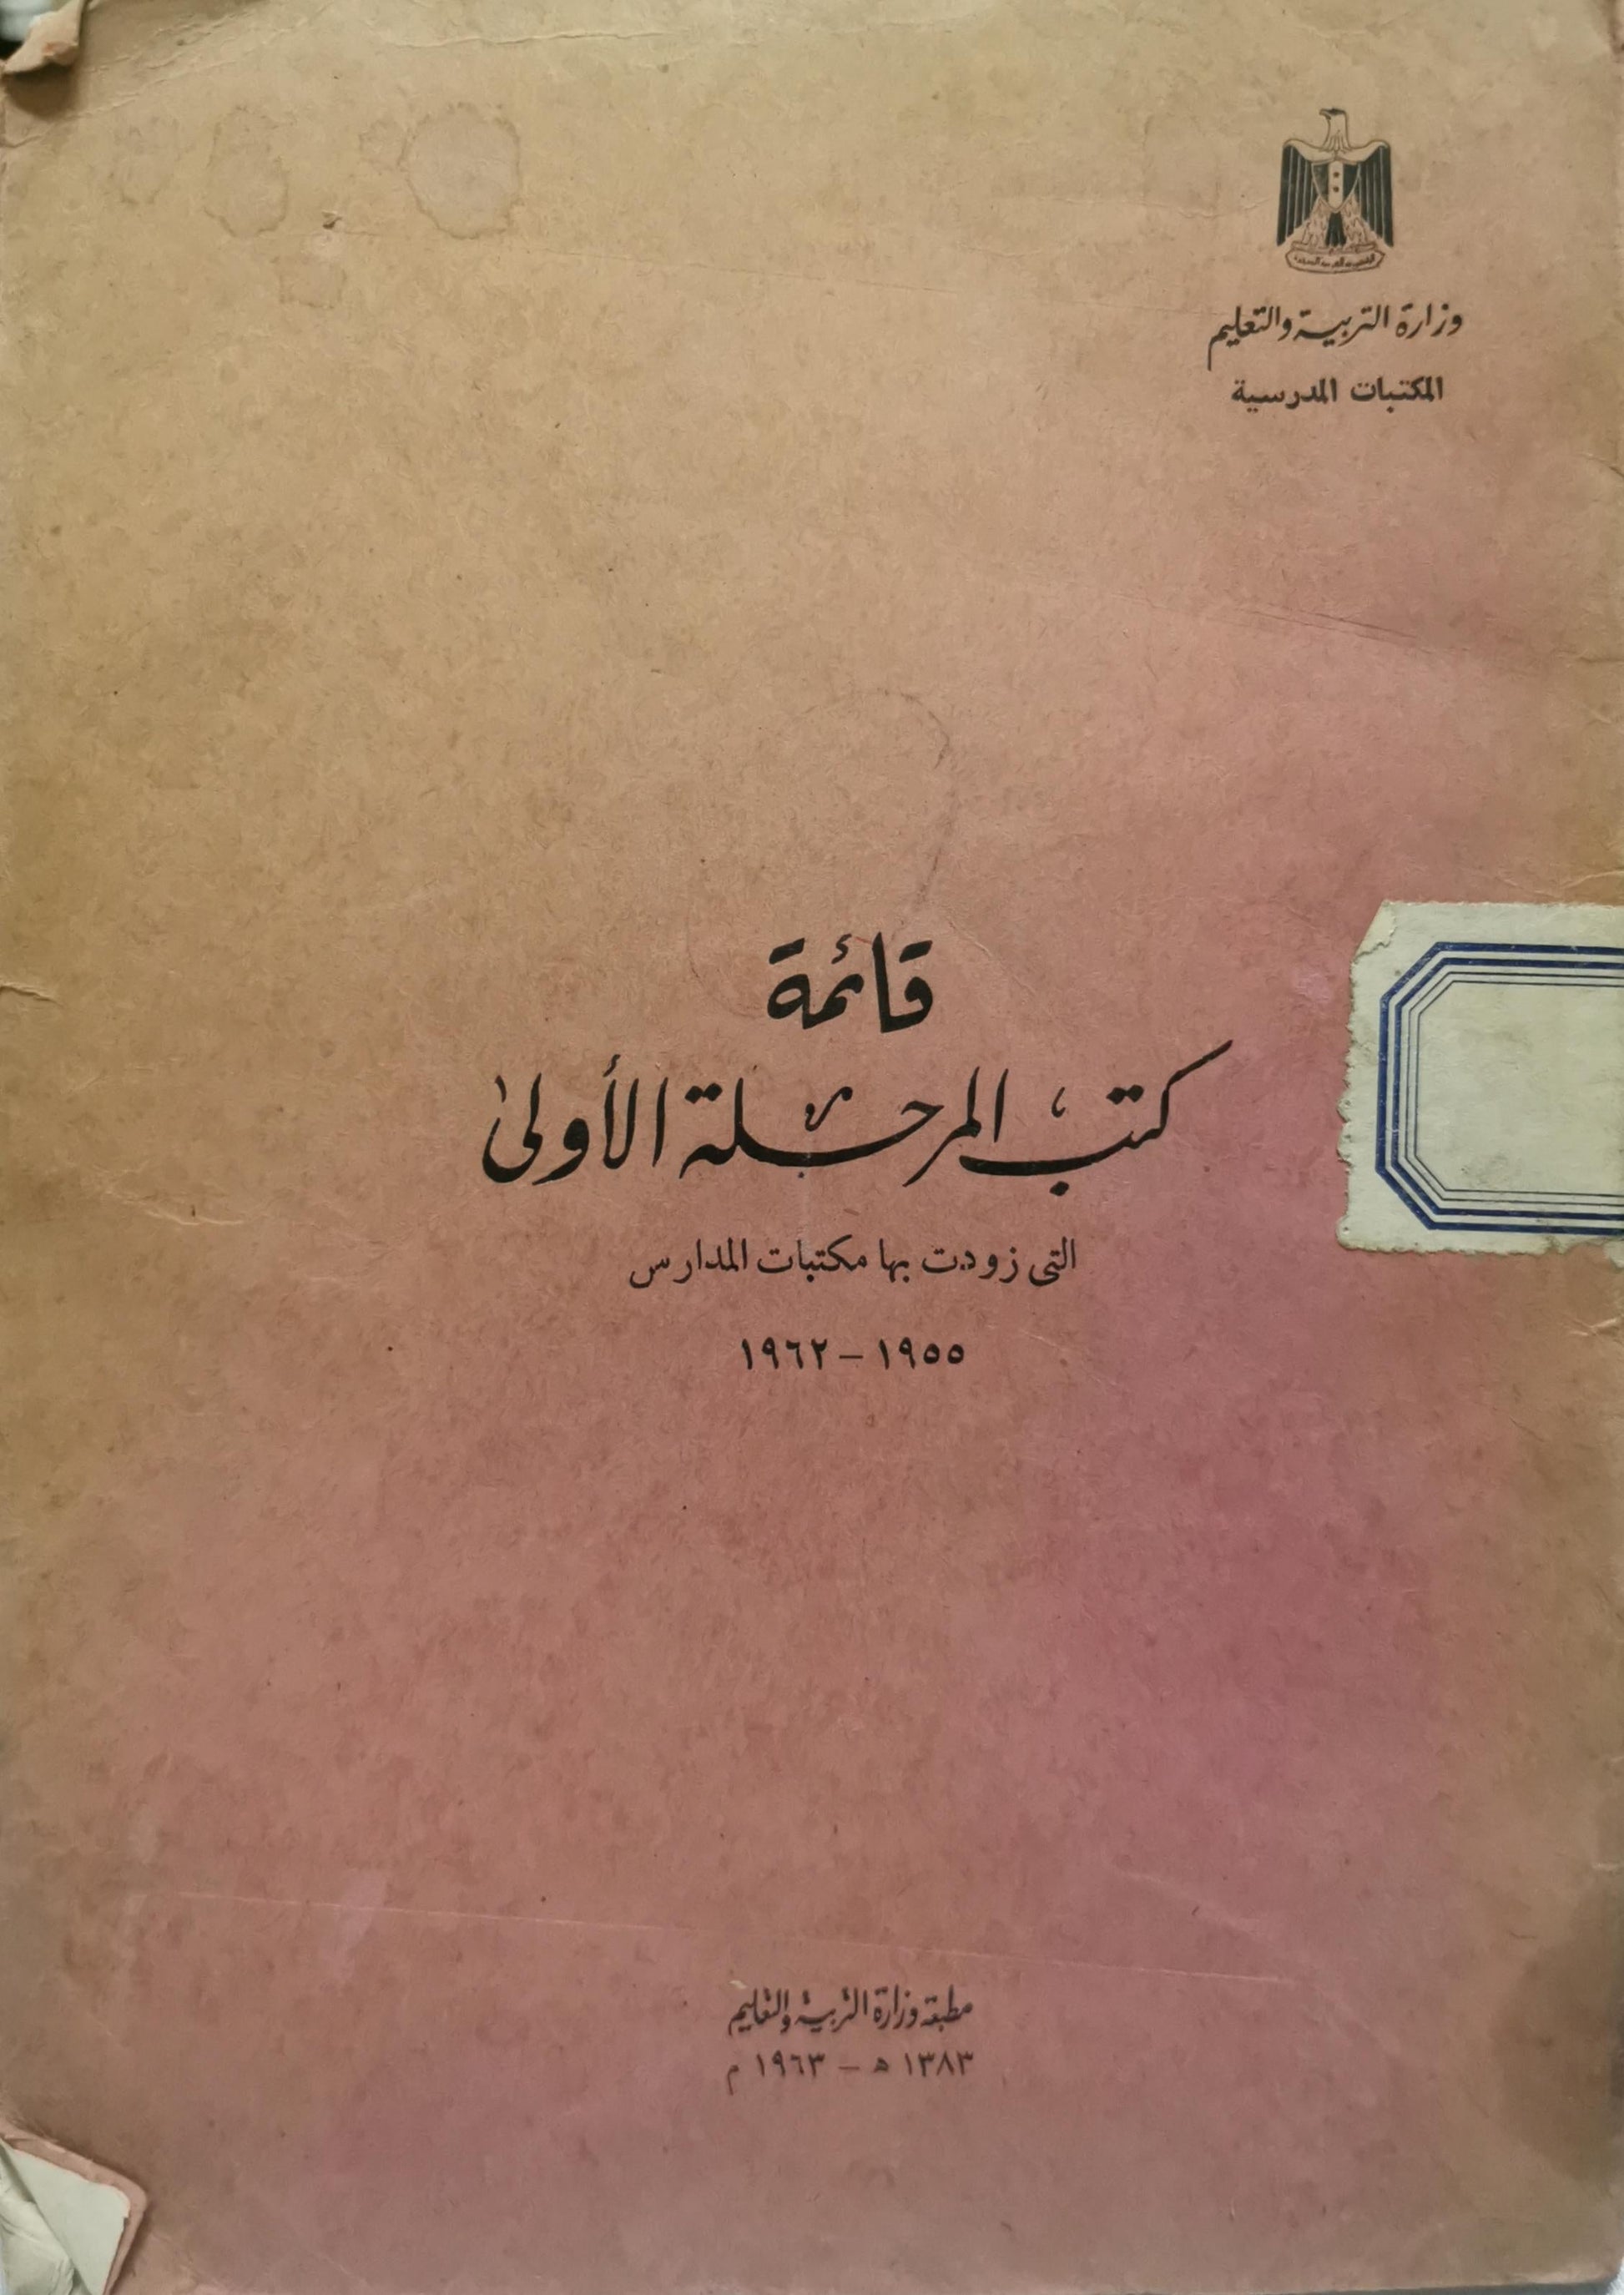 وزارة التربية والتعليم
المكتبات المدرسية
قائمة
كتب المرحلة الأولى
التى زودت بها مكتبات المدارس
١٩٥٥ – ١٩٦٢
مطبعة وزارة التربية والتعليم
١٣٨٣ ه – ١٩٦٣ م